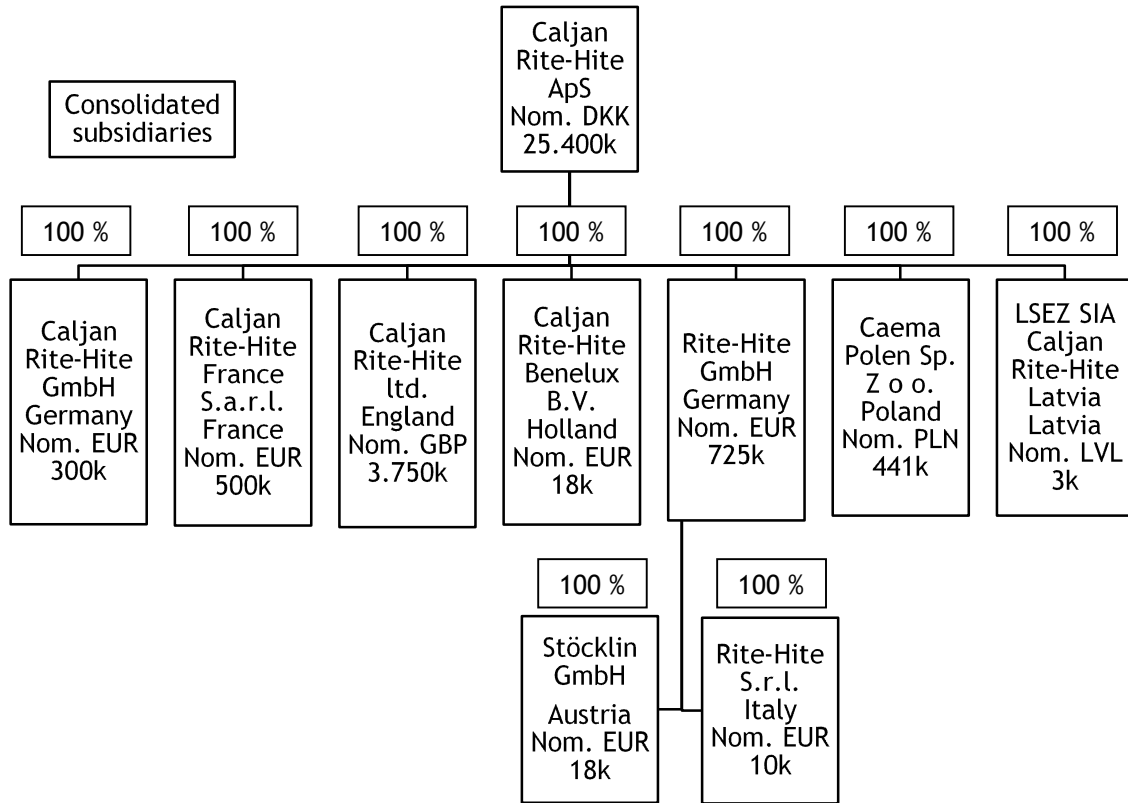 Caljan
Rite-Hite
ApS
Nom. DKK
25.400k
Consolidated
subsidiaries
100 %
100 %
100 %
100 %
100 %
100 %
100 %
Caljan
Rite-Hite
GmbH
Germany
Nom. EUR
300k
Caljan
Rite-Hite
France
S.a.r.l.
France
Nom. EUR
500k
Caljan
Rite-Hite
ltd.
England
Nom. GBP
3.750k
Caljan
Rite-Hite
Benelux
B.V.
Holland
Nom. EUR
18k
Rite-Hite
GmbH
Germany
Nom. EUR
725k
Caema
Polen Sp.
Z o o.
Poland
Nom. PLN
441k
LSEZ SIA
Caljan
Rite-Hite
Latvia
Latvia
Nom. LVL
3k
100 %
100 %
Stöcklin
GmbH
Austria
Nom. EUR
18k
Rite-Hite
S.r.l.
Italy
Nom. EUR
10k